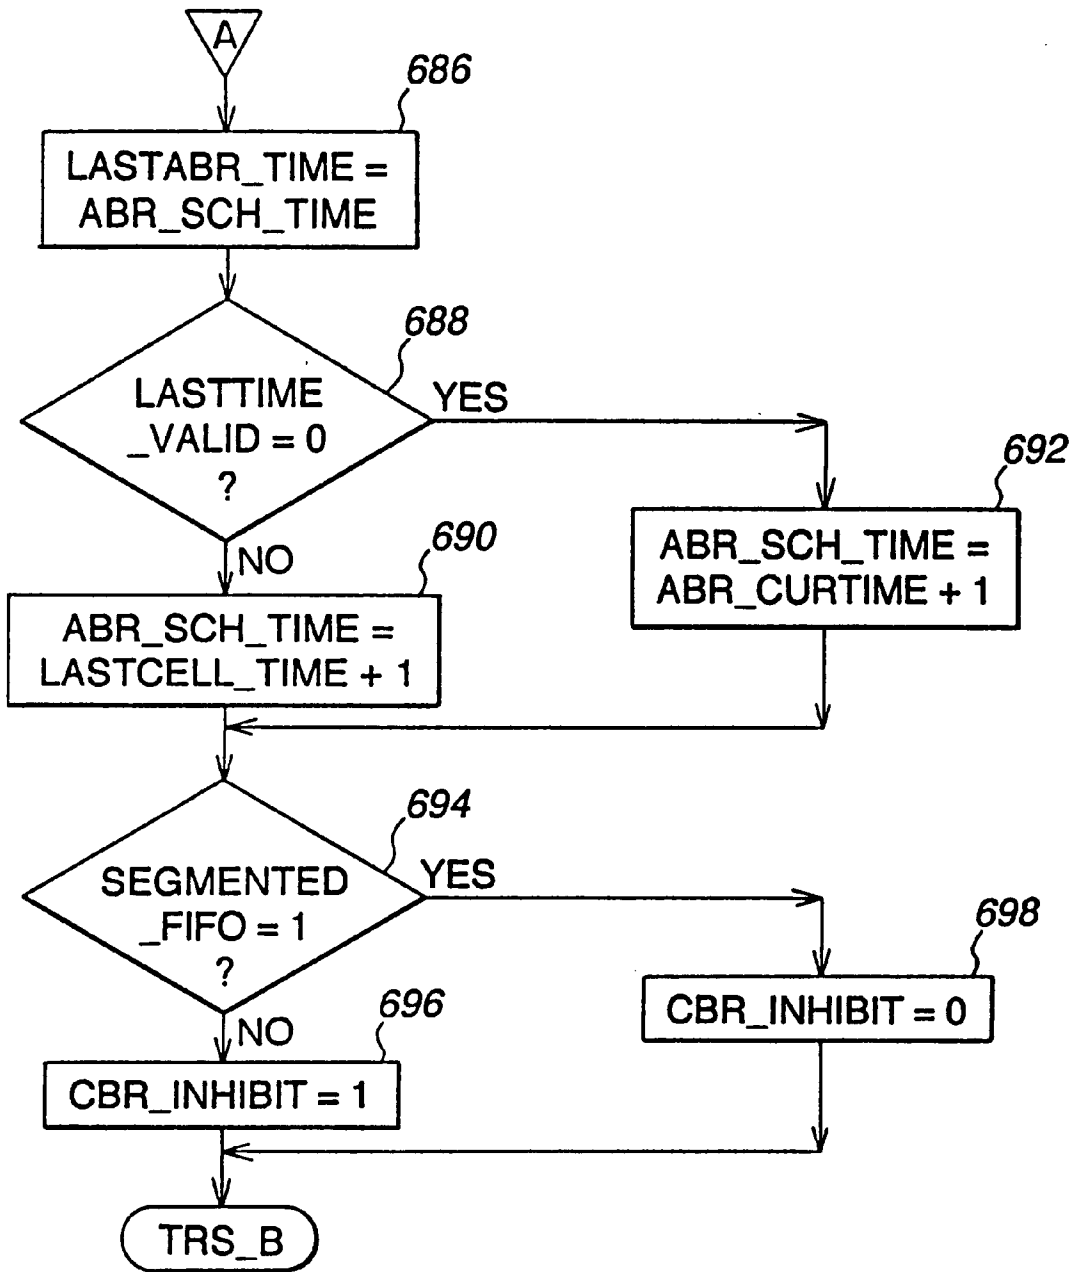 A
686
LASTABR_TIME =
ABR_SCH_TIME
688
LASTTIME
_VALID = 0
?
YES
692
ABR_SCH_TIME =
ABR_CURTIME + 1
NO
690
ABR_SCH_TIME =
LASTCELL_TIME + 1
694
SEGMENTED
_FIFO = 1
?
YES
698
CBR_INHIBIT = 0
NO
696
CBR_INHIBIT = 1
TRS_B